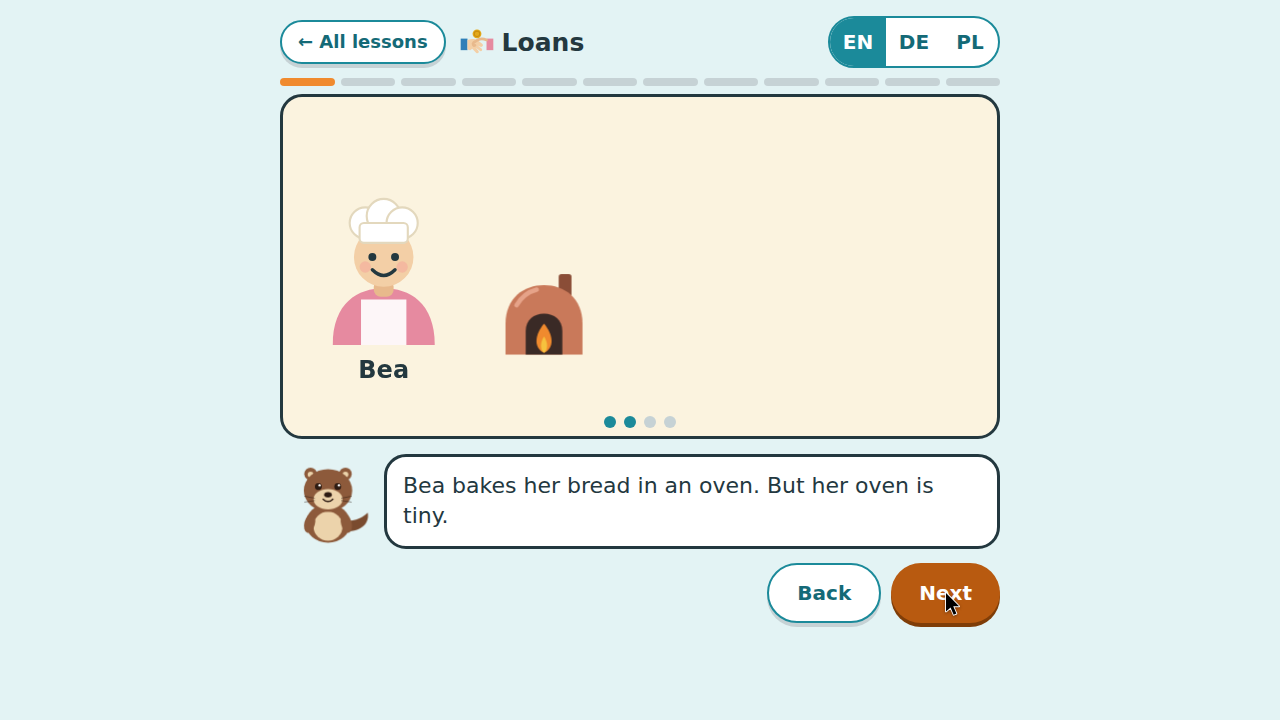 ← All lessons
Loans
EN DE PL
Bea
Bea bakes her bread in an oven. But her oven is
tiny.
Back
Next